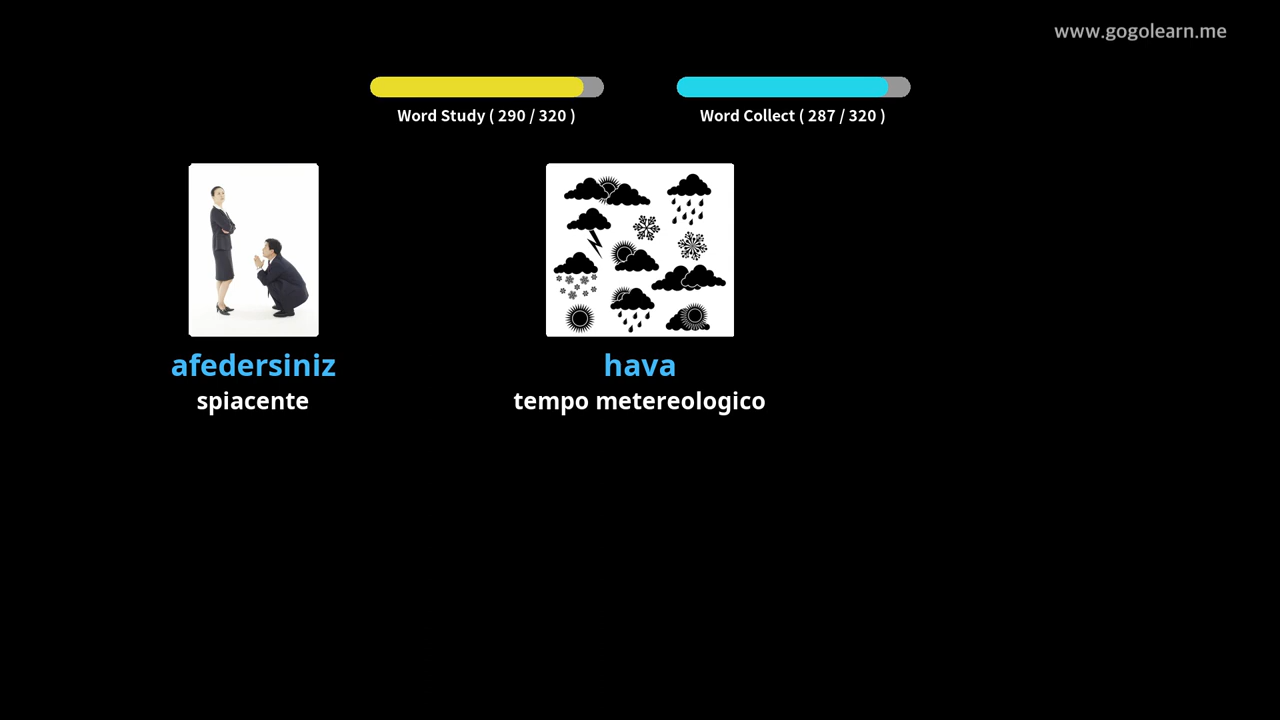 www.gogolearn.me
Word Study ( 290 / 320 )
Word Collect ( 287 / 320 )
afedersiniz
spiacente
hava
tempo metereologico